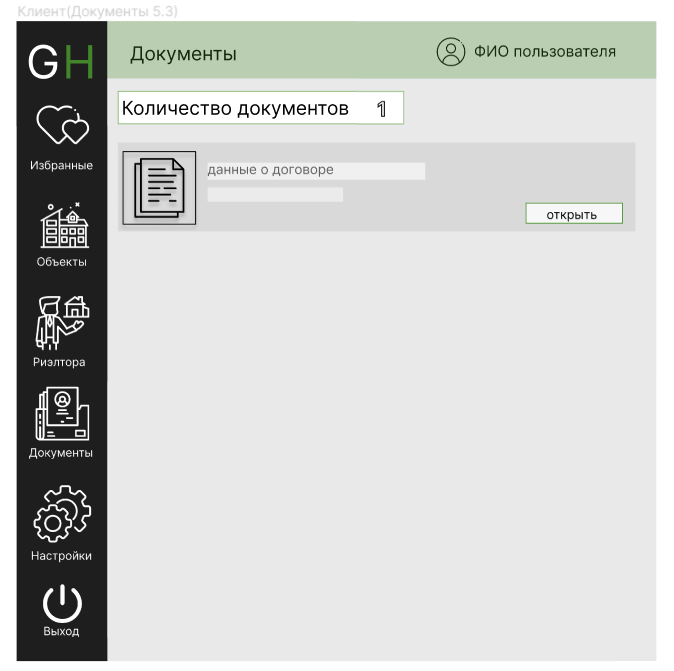 Клиент(Документы 5.3)
GH
Документы
ФИО пользователя
Количество документов 1
Избранные
данные о договоре
открыть
Объекты
Риэлтора
Документы
Настройки
Выход